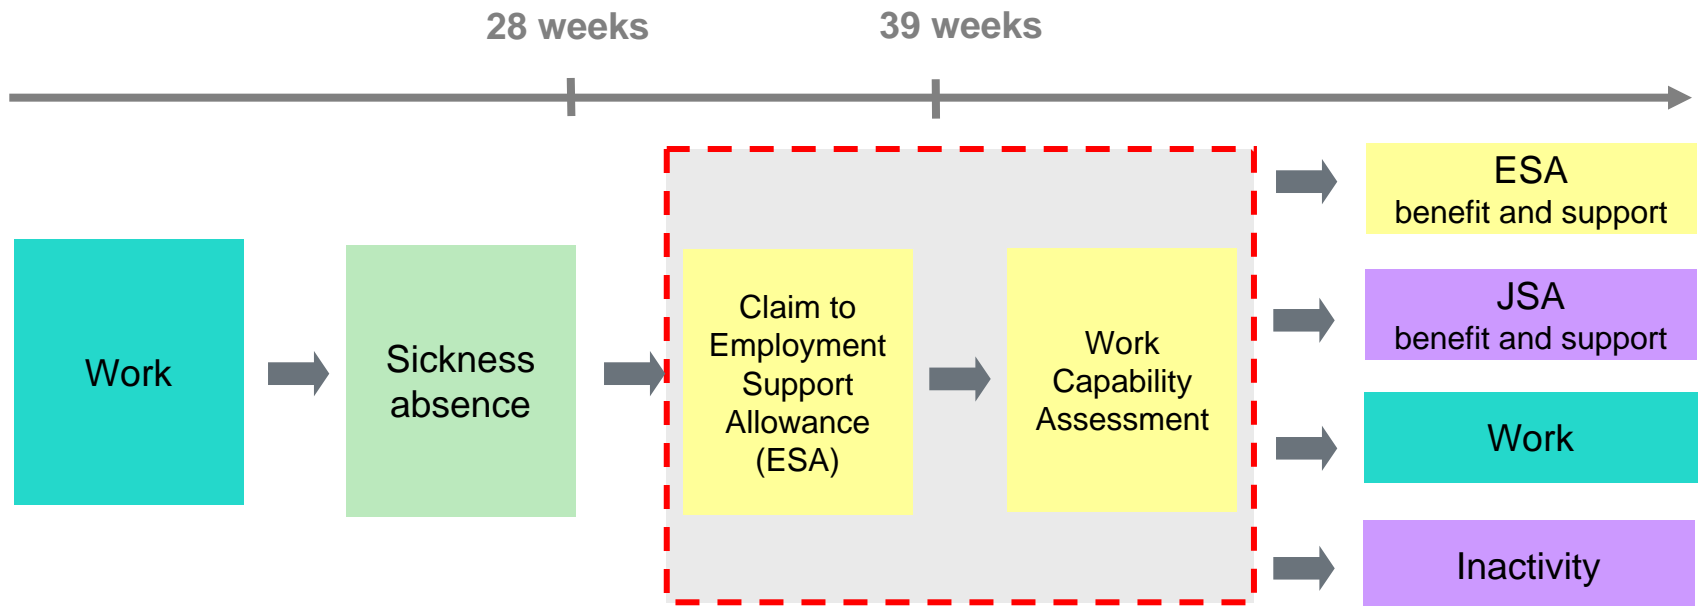 28 weeks
39 weeks
Work
Sickness
absence
Claim to
Employment
Support
Allowance
(ESA)
Work
Capability
Assessment
ESA
benefit and support
JSA
benefit and support
Work
Inactivity